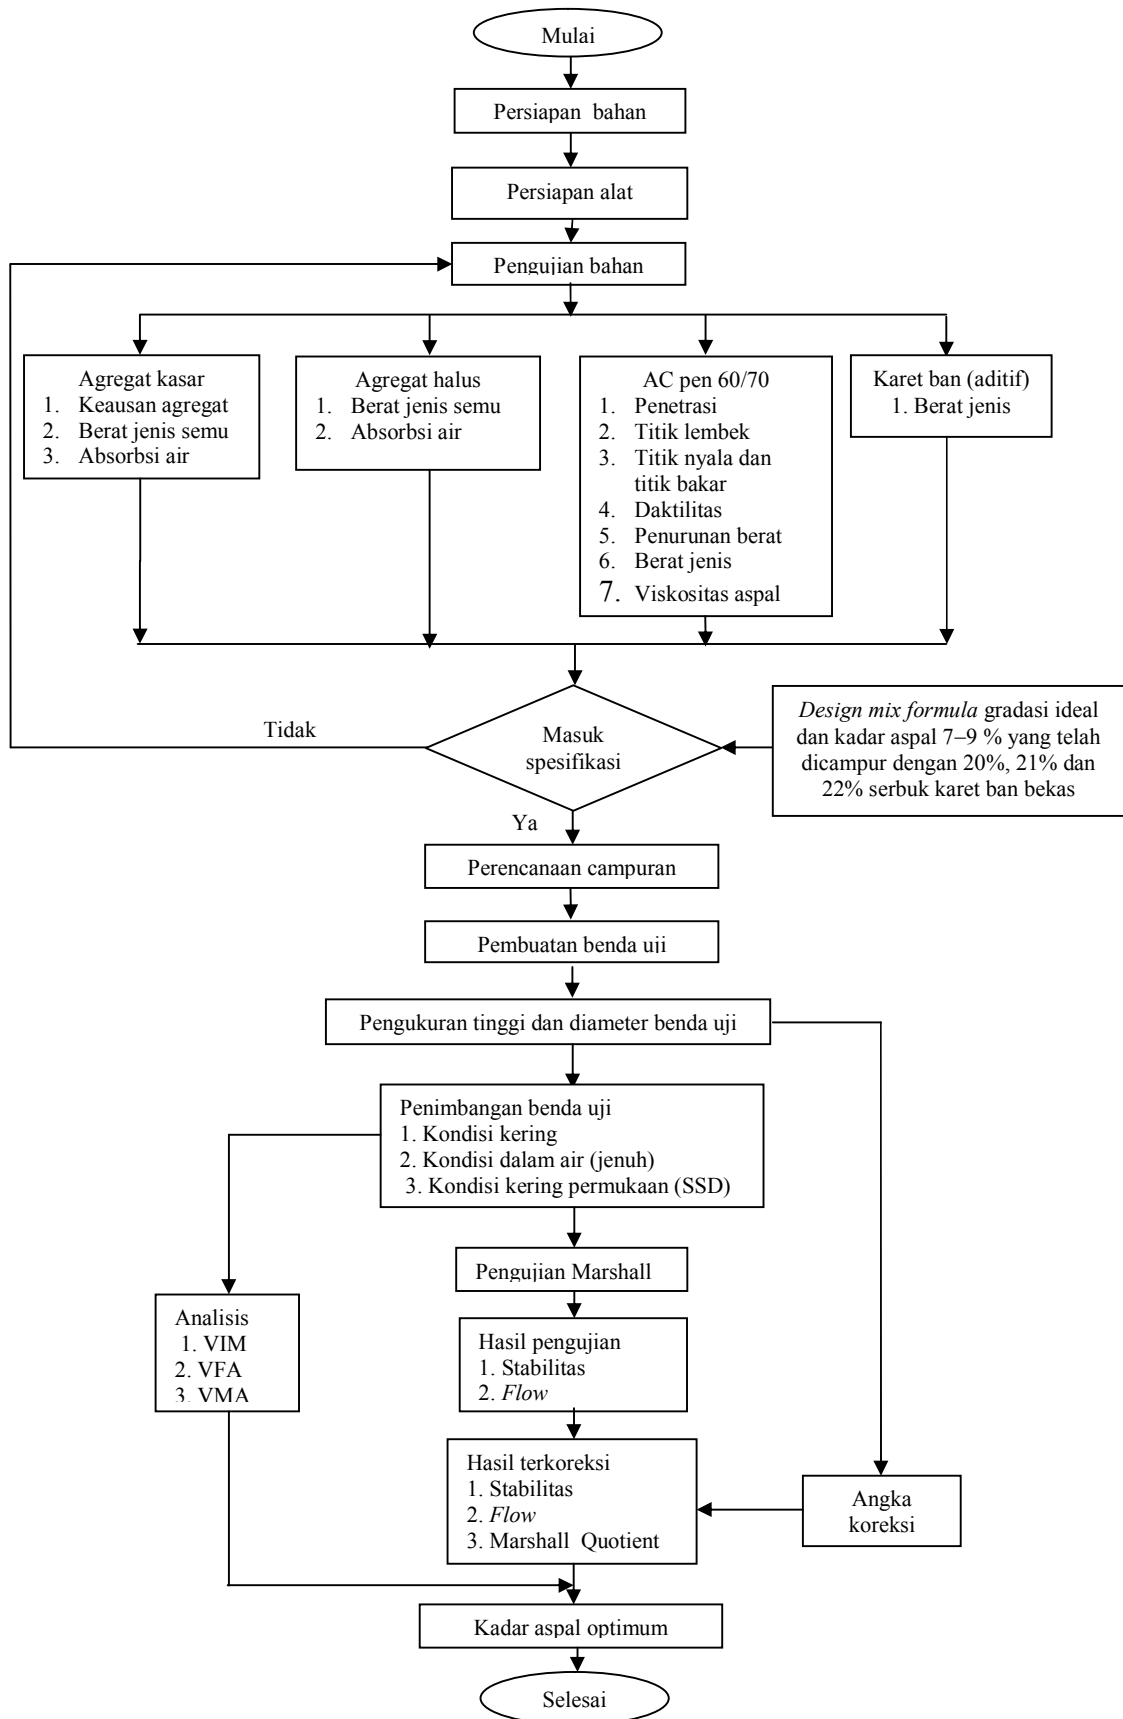 Mulai
Persiapan bahan
Persiapan alat
Pengujian bahan
Agregat kasar
1. Keausan agregat
2. Berat jenis semu
3. Absorbsi air
Agregat halus
1. Berat jenis semu
2. Absorbsi air
AC pen 60/70
1. Penetrasi
2. Titik lembek
3. Titik nyala dan
titik bakar
4. Daktilitas
5. Penurunan berat
6. Berat jenis
7. Viskositas aspal
Karet ban (aditif)
1. Berat jenis
Tidak
Masuk
spesifikasi
Design mix formula gradasi ideal
dan kadar aspal 7–9 % yang telah
dicampur dengan 20%, 21% dan
22% serbuk karet ban bekas
Ya
Perencanaan campuran
Pembuatan benda uji
Pengukuran tinggi dan diameter benda uji
Penimbangan benda uji
1. Kondisi kering
2. Kondisi dalam air (jenuh)
3. Kondisi kering permukaan (SSD)
Pengujian Marshall
Analisis
1. VIM
2. VFA
3. VMA
Hasil pengujian
1. Stabilitas
2. Flow
Hasil terkoreksi
1. Stabilitas
2. Flow
3. Marshall Quotient
Angka
koreksi
Kadar aspal optimum
Selesai